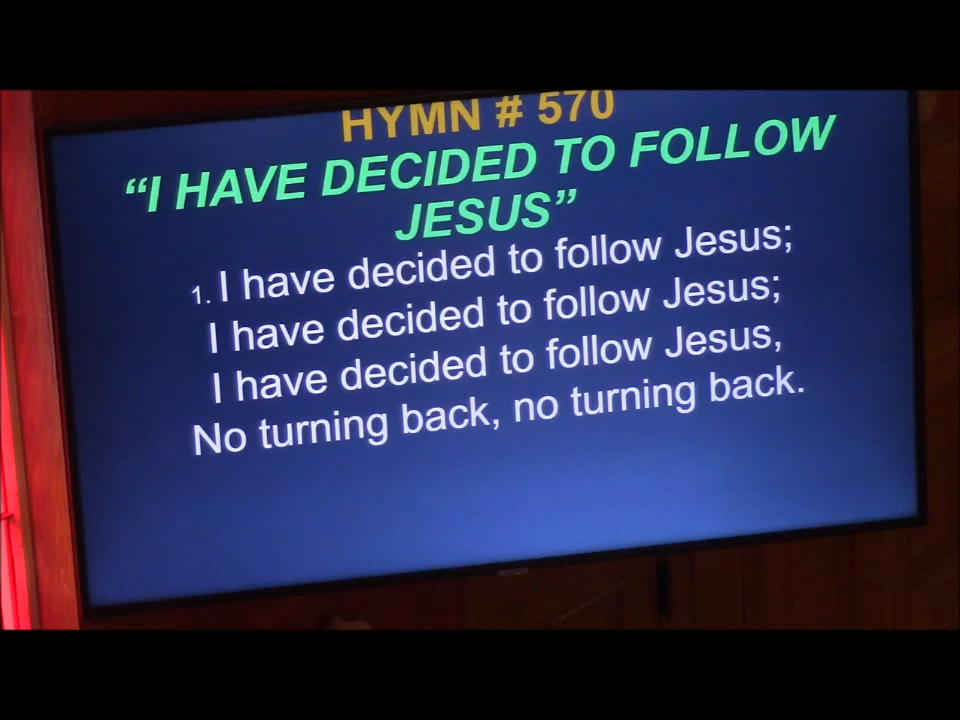 HYMN # 570
“I HAVE DECIDED TO FOLLOW
JESUS”
1. I have decided to follow Jesus;
I have decided to follow Jesus;
I have decided to follow Jesus,
No turning back, no turning back.